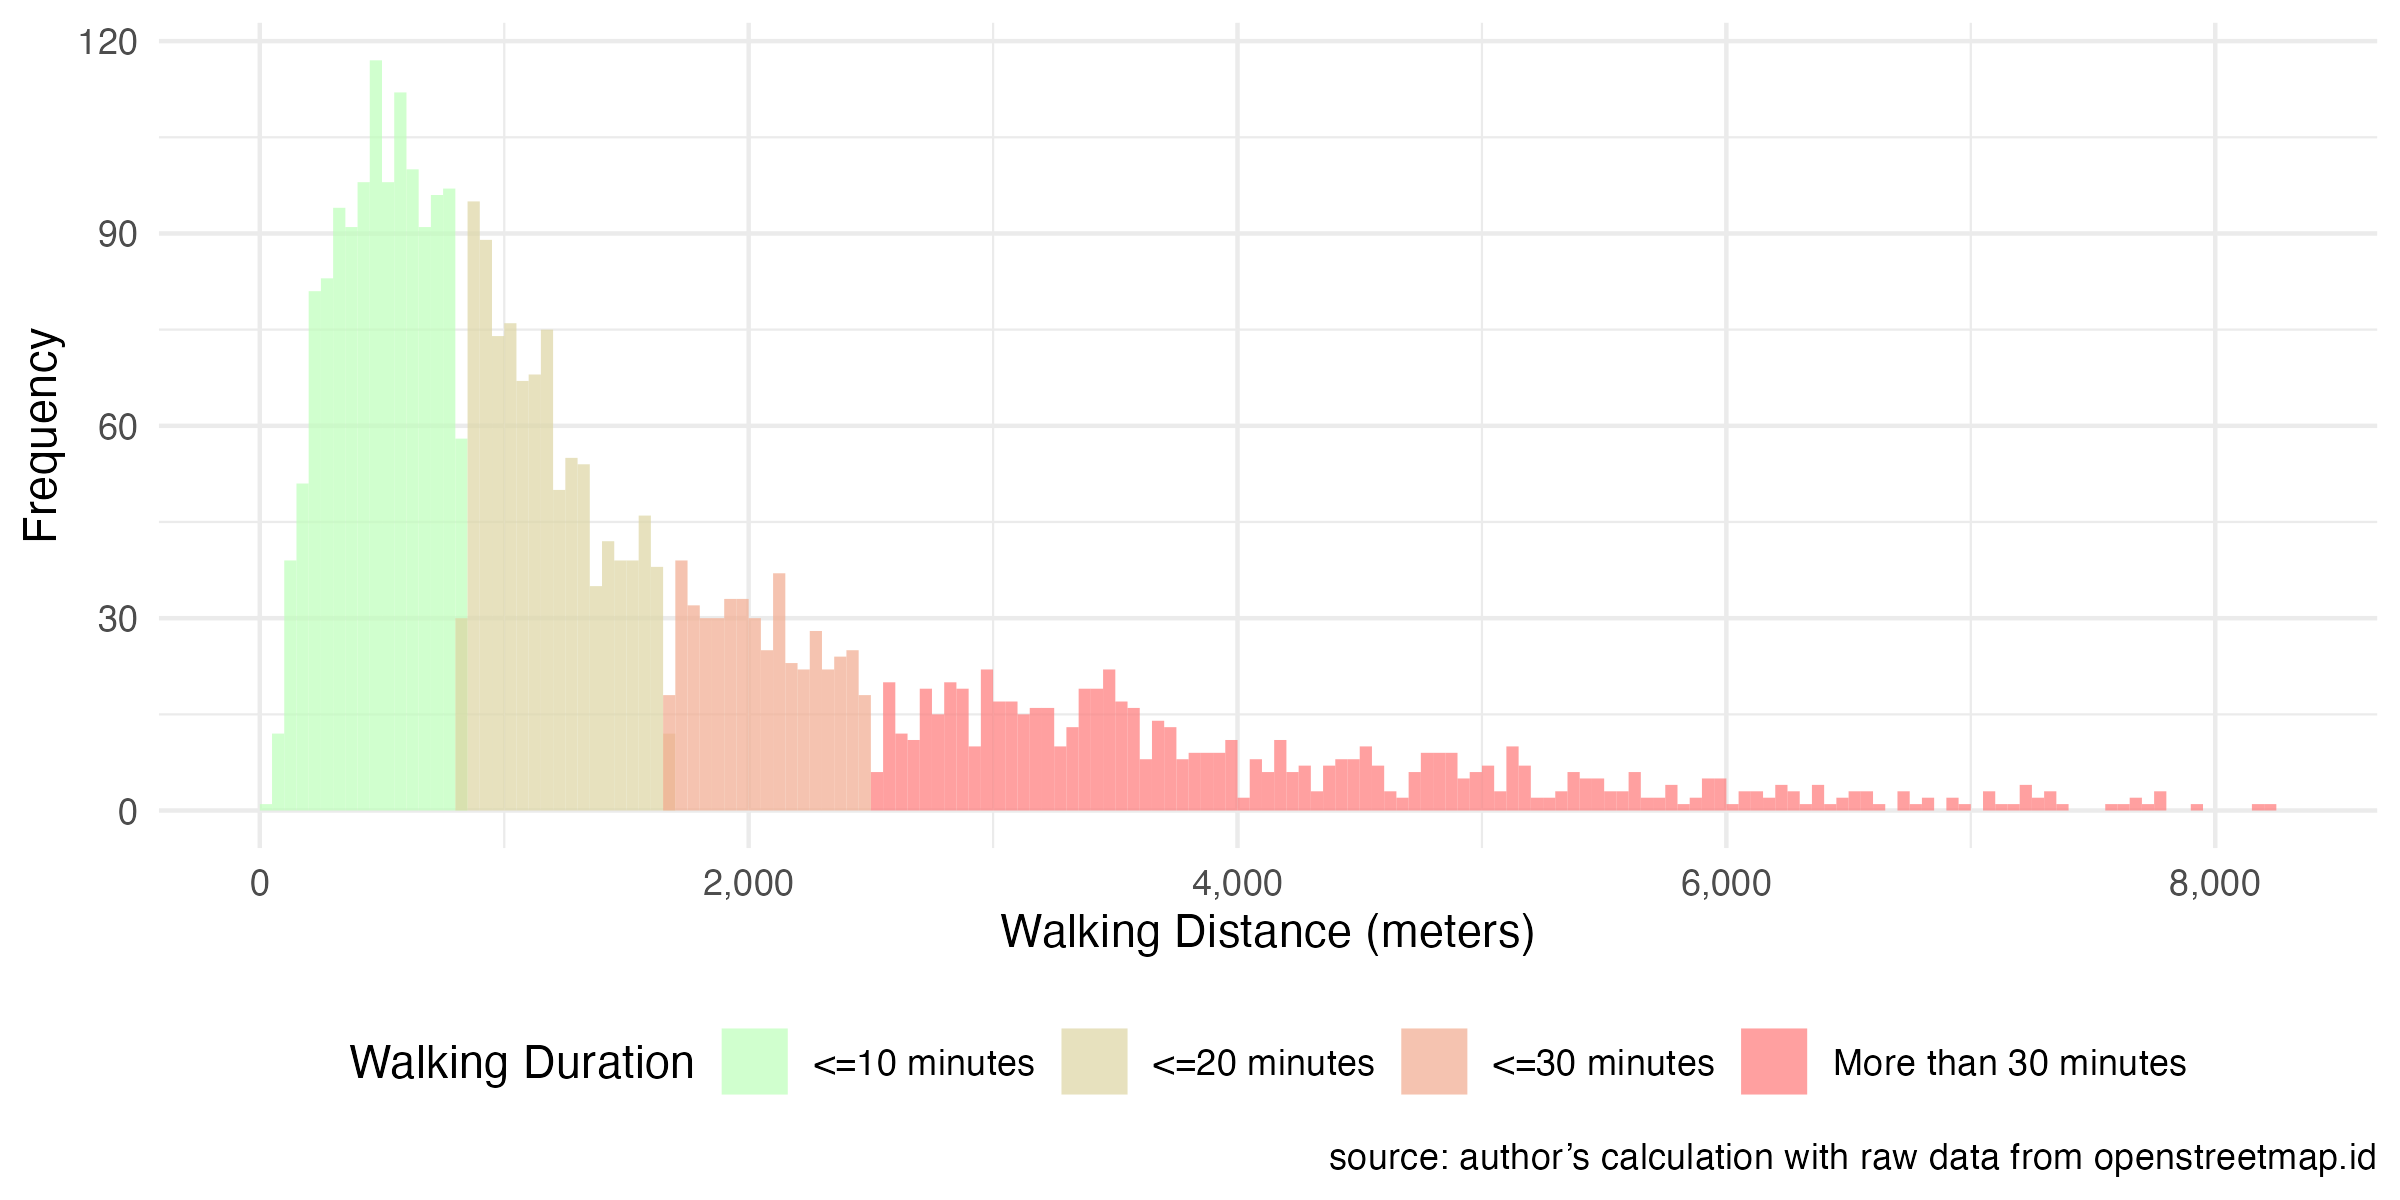 120
90
60
30
0
Frequency
0 2,000 4,000 6,000 8,000
Walking Distance (meters)
Walking Duration <=10 minutes <=20 minutes <=30 minutes More than 30 minutes
source: author’s calculation with raw data from openstreetmap.id